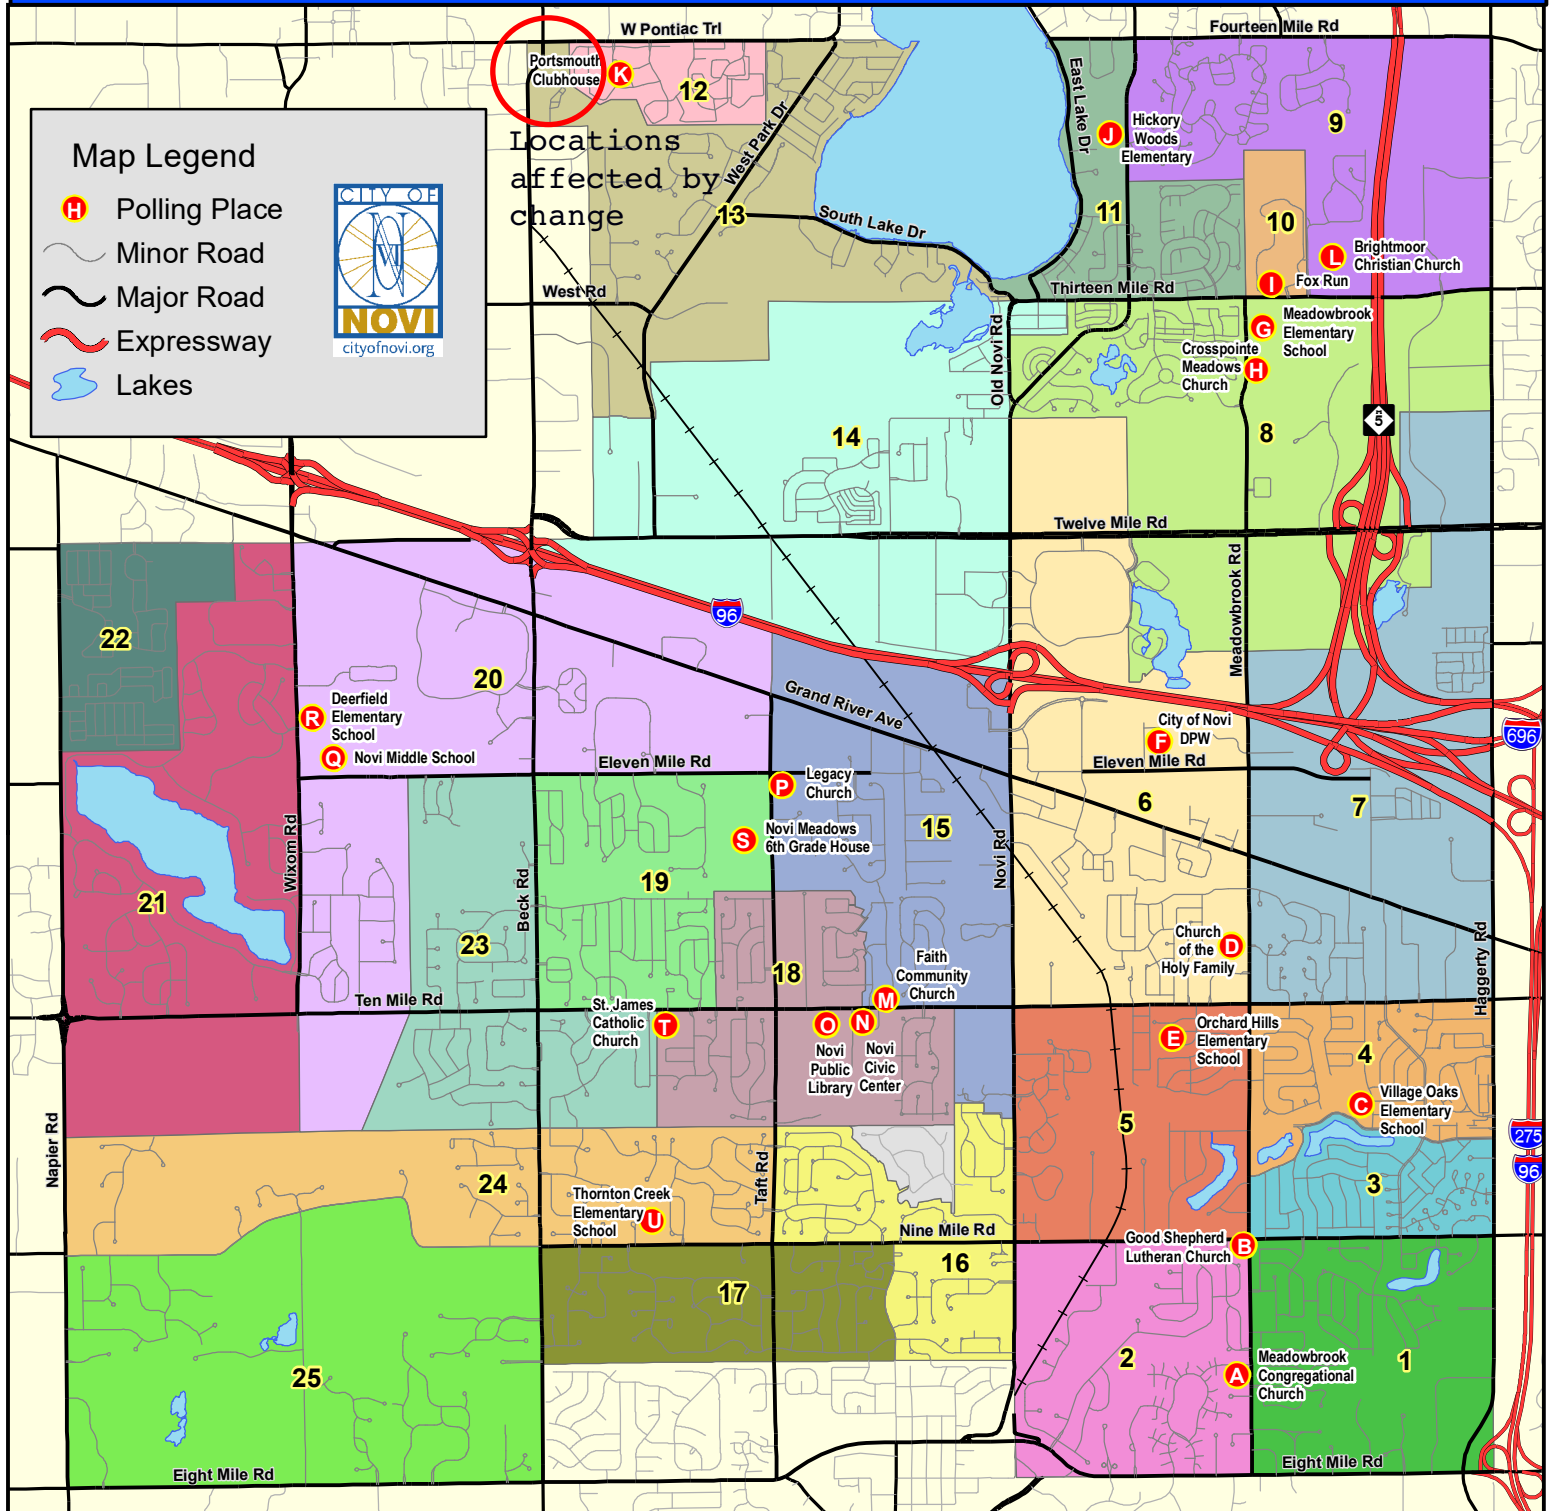 W Pontiac Trl
Fourteen Mile Rd
Portsmouth
Clubhouse
K
12
East Lake Dr
J
Hickory
Woods
Elementary
9
Locations
affected by
change
West Park Dr
13
South Lake Dr
11
10
L
Brightmoor
Christian Church
I
Fox Run
Map Legend
H
Polling Place
Minor Road
Major Road
Expressway
Lakes
CITY OF
NOVI
cityofnovi.org
West Rd
Thirteen Mile Rd
G
Meadowbrook
Elementary
School
Crosspointe
Meadows
Church
H
Old Novi Rd
M
5
14
8
Twelve Mile Rd
Meadowbrook Rd
96
22
20
Grand River Ave
R
Deerfield
Elementary
School
Q
Novi Middle School
City of Novi
DPW
F
696
Eleven Mile Rd
Eleven Mile Rd
P
Legacy
Church
6
7
S
Novi Meadows
6th Grade House
15
Wixom Rd
Novi Rd
19
21
Beck Rd
23
18
Faith
Community
Church
M
Church
of the
Holy Family
D
Haggerty Rd
Ten Mile Rd
St. James
Catholic
Church
T
O
N
Novi
Public
Library
Novi
Civic
Center
E
Orchard Hills
Elementary
School
4
C
Village Oaks
Elementary
School
5
275
96
Napier Rd
24
Taft Rd
3
Thornton Creek
Elementary
School
U
Nine Mile Rd
Good Shepherd
Lutheran Church
B
16
17
25
2
A
Meadowbrook
Congregational
Church
1
Eight Mile Rd
Eight Mile Rd